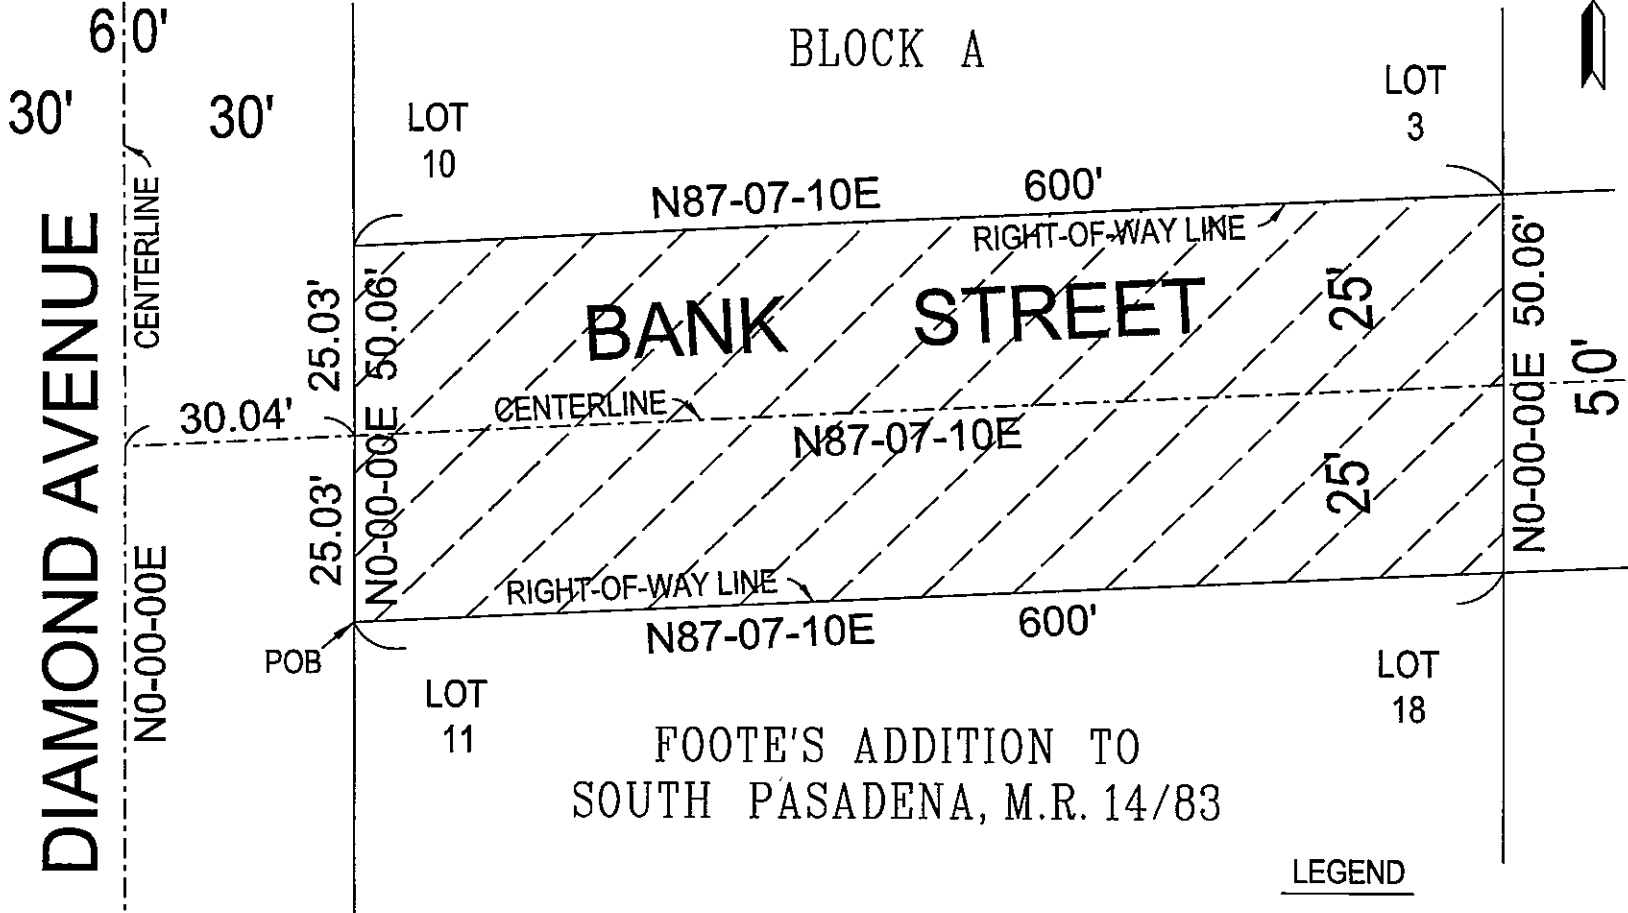 60'
BLOCK A
30'
30'
LOT
10
LOT
3
CENTERLINE
N87-07-10E
600'
RIGHT-OF-WAY LINE
DIAMOND AVENUE
25.03'
N0-00-00E 50.06'
BANK STREET
25'
N0-00-00E 50.06'
50'
30.04'
CENTERLINE
N87-07-10E
25.03'
25'
N0-00-00E
RIGHT-OF-WAY LINE
N87-07-10E
600'
POB
LOT
11
LOT
18
FOOTE'S ADDITION TO
SOUTH PASADENA, M.R. 14/83
LEGEND